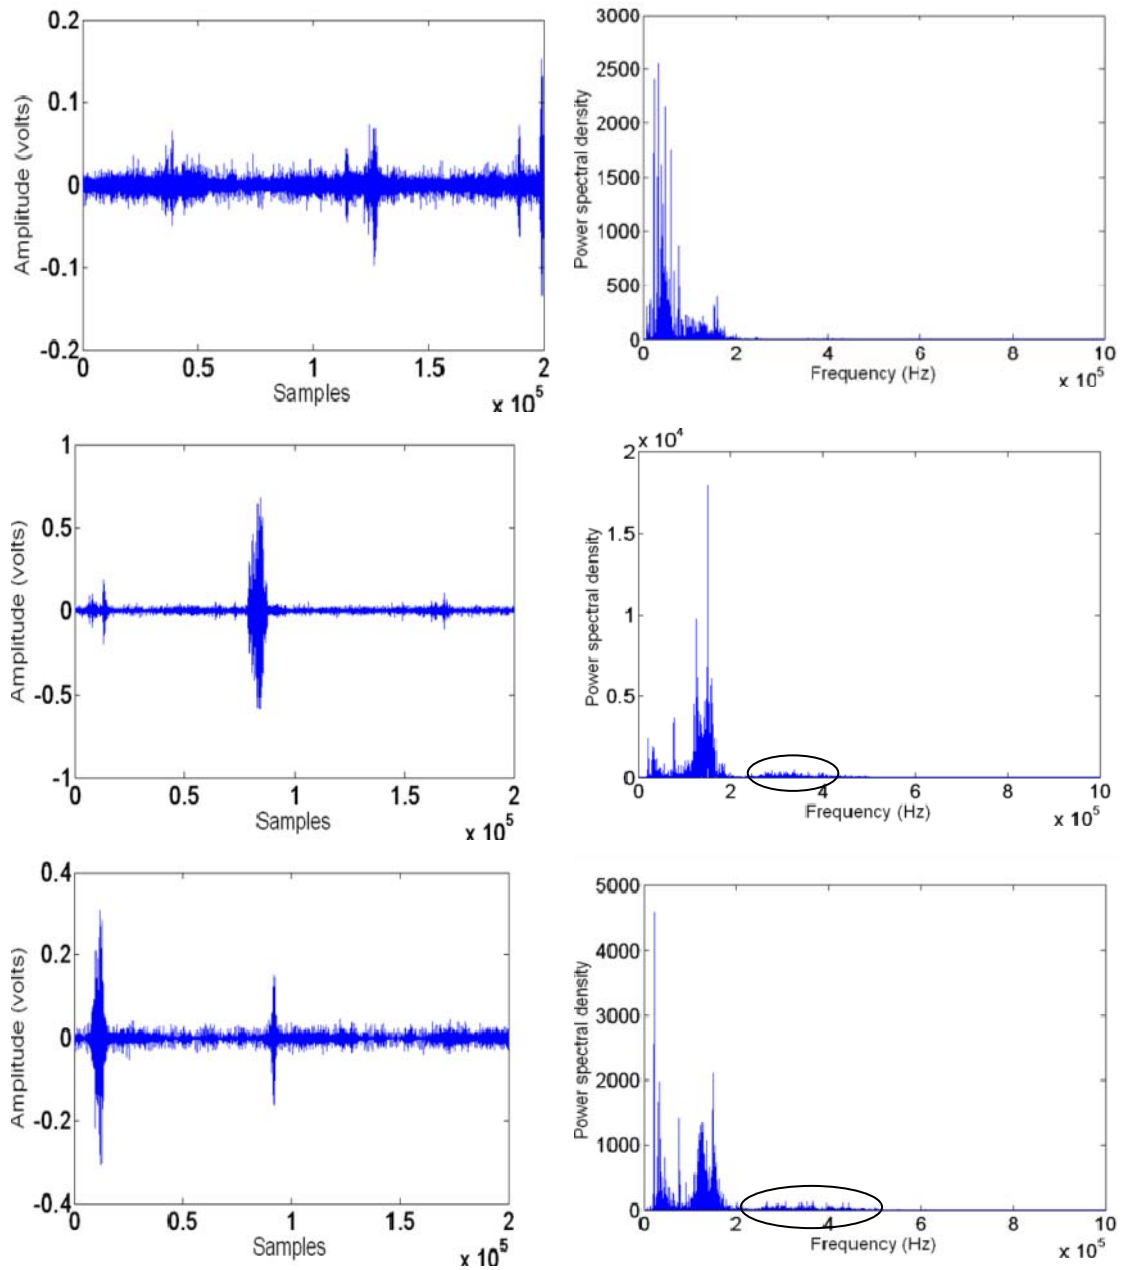 0.2
0.1
0
-0.1
-0.2
Amplitude (volts)
0 0.5 1 1.5 2
Samples
x 10^5
3000
2500
2000
1500
1000
500
0
Power spectral density
0 2 4 6 8 10
Frequency (Hz)
x 10^5
1
0.5
0
-0.5
-1
Amplitude (volts)
0 0.5 1 1.5 2
Samples
x 10^5
x 10^4
2
1.5
1
0.5
0
Power spectral density
0 2 4 6 8 10
Frequency (Hz)
x 10^5
0.4
0.2
0
-0.2
-0.4
Amplitude (volts)
0 0.5 1 1.5 2
Samples
x 10^5
5000
4000
3000
2000
1000
0
Power spectral density
0 2 4 6 8 10
Frequency (Hz)
x 10^5